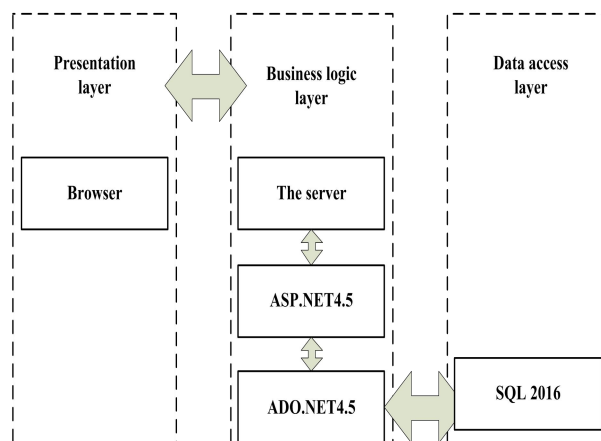 Presentation
layer
Business logic
layer
Data access
layer
Browser
The server
ASP.NET4.5
ADO.NET4.5
SQL 2016